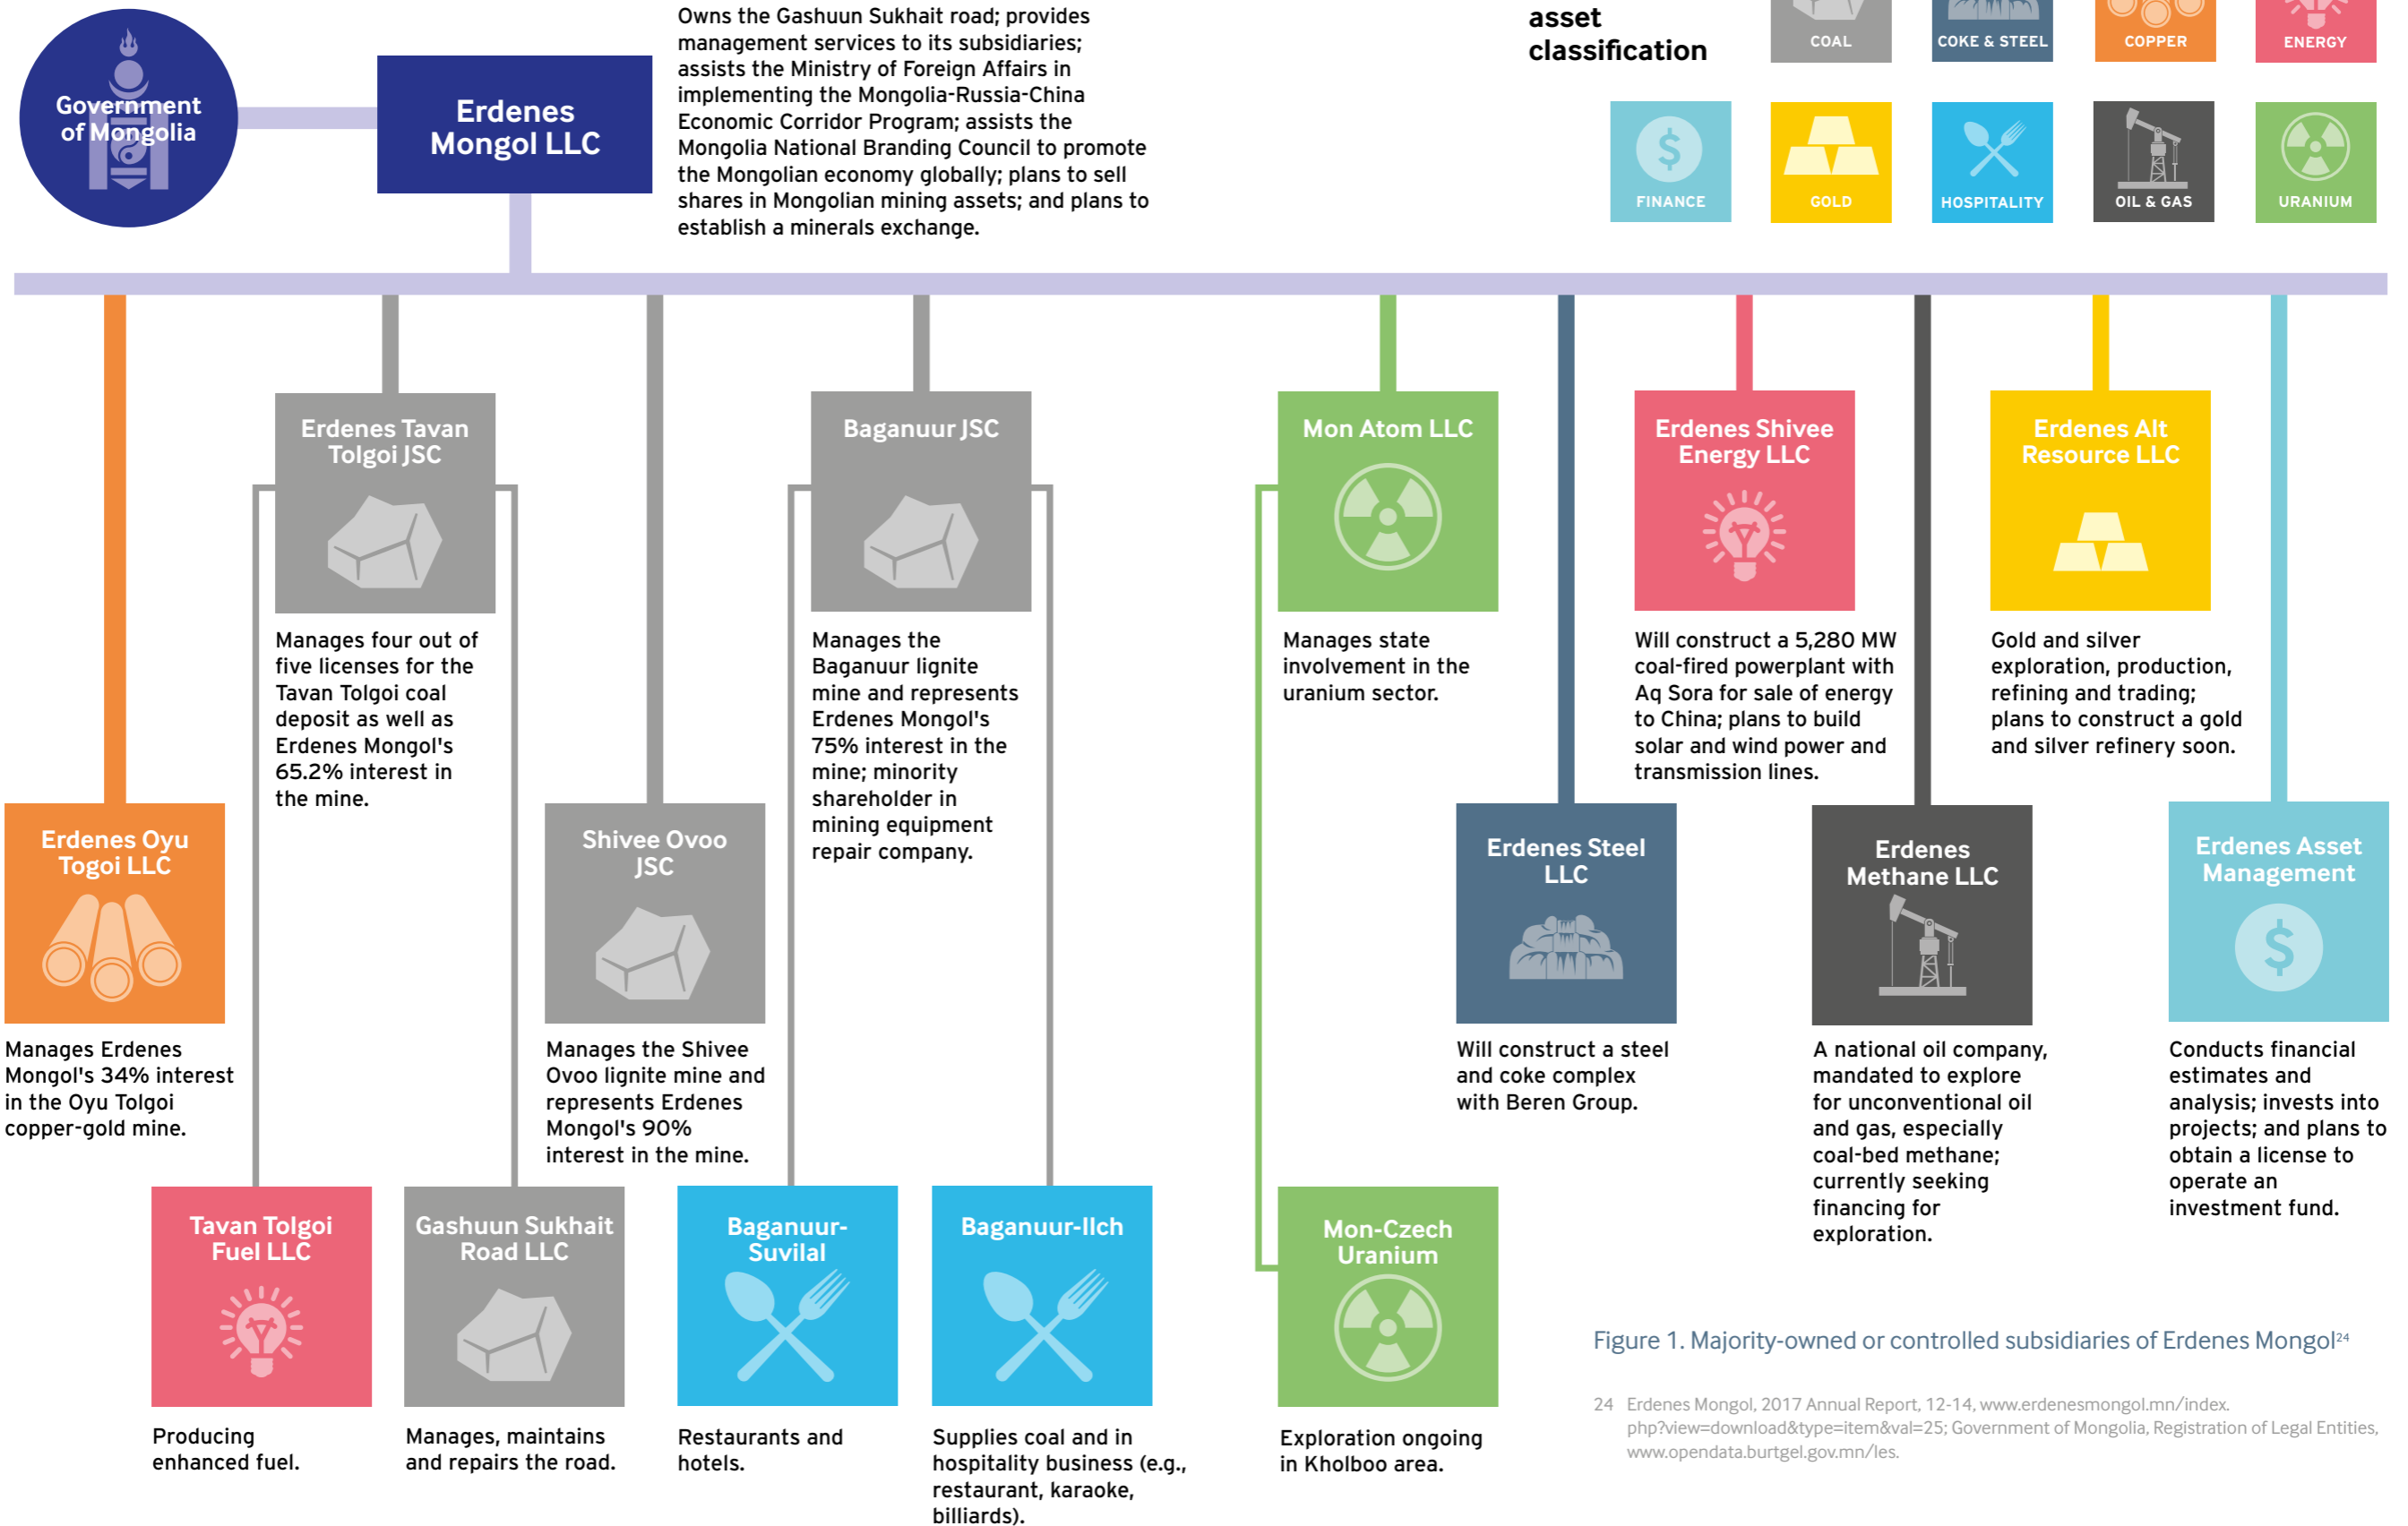 Government
of Mongolia
Erdenes
Mongol LLC
Owns the Gashuun Sukhait road; provides
management services to its subsidiaries;
assists the Ministry of Foreign Affairs in
implementing the Mongolia-Russia-China
Economic Corridor Program; assists the
Mongolia National Branding Council to promote
the Mongolian economy globally; plans to sell
shares in Mongolian mining assets; and plans to
establish a minerals exchange.
asset
classification
COAL
COKE & STEEL
COPPER
ENERGY
FINANCE
GOLD
HOSPITALITY
OIL & GAS
URANIUM
Erdenes Tavan
Tolgoi JSC
Manages four out of
five licenses for the
Tavan Tolgoi coal
deposit as well as
Erdenes Mongol's
65.2% interest in
the mine.
Baganuur JSC
Manages the
Baganuur lignite
mine and represents
Erdenes Mongol's
75% interest in the
mine; minority
shareholder in
mining equipment
repair company.
Mon Atom LLC
Manages state
involvement in the
uranium sector.
Erdenes Shivee
Energy LLC
Will construct a 5,280 MW
coal-fired powerplant with
Aq Sora for sale of energy
to China; plans to build
solar and wind power and
transmission lines.
Erdenes Alt
Resource LLC
Gold and silver
exploration, production,
refining and trading;
plans to construct a gold
and silver refinery soon.
Erdenes Oyu
Togoi LLC
Manages Erdenes
Mongol's 34% interest
in the Oyu Tolgoi
copper-gold mine.
Shivee Ovoo
JSC
Manages the Shivee
Ovoo lignite mine and
represents Erdenes
Mongol's 90%
interest in the mine.
Erdenes Steel
LLC
Will construct a steel
and coke complex
with Beren Group.
Erdenes
Methane LLC
A national oil company,
mandated to explore
for unconventional oil
and gas, especially
coal-bed methane;
currently seeking
financing for
exploration.
Erdenes Asset
Management
$
Conducts financial
estimates and
analysis; invests into
projects; and plans to
obtain a license to
operate an
investment fund.
Tavan Tolgoi
Fuel LLC
Producing
enhanced fuel.
Gashuun Sukhait
Road LLC
Manages, maintains
and repairs the road.
Baganuur-
Suvilal
Restaurants and
hotels.
Baganuur-Ilch
Supplies coal and in
hospitality business (e.g.,
restaurant, karaoke,
billiards).
Mon-Czech
Uranium
Exploration ongoing
in Kholboo area.
Figure 1. Majority-owned or controlled subsidiaries of Erdenes Mongol24
24 Erdenes Mongol, 2017 Annual Report, 12-14, www.erdenesmongol.mn/index.
php?view=download&type=item&val=25; Government of Mongolia, Registration of Legal Entities,
www.opendata.burtgel.gov.mn/les.